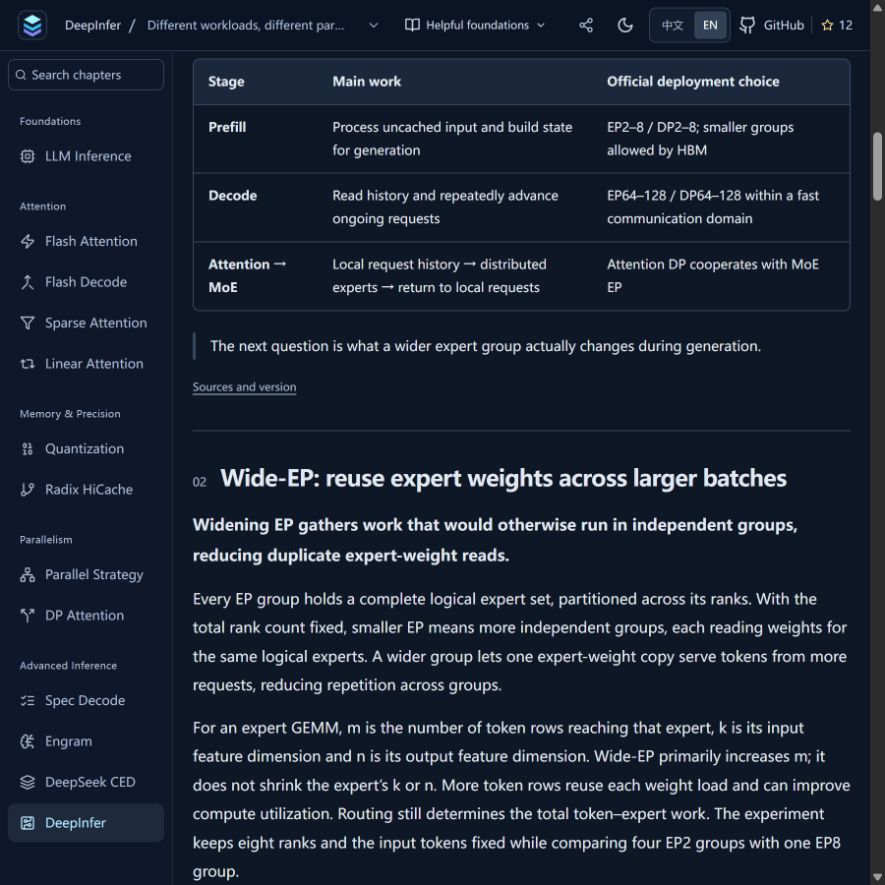 DeepInfer / Different workloads, different par...
Helpful foundations
中文 EN
GitHub
12
Search chapters
Foundations
LLM Inference
Attention
Flash Attention
Flash Decode
Sparse Attention
Linear Attention
Memory & Precision
Quantization
Radix HiCache
Parallelism
Parallel Strategy
DP Attention
Advanced Inference
Spec Decode
Engram
DeepSeek CED
DeepInfer
Stage Main work Official deployment choice
Prefill Process uncached input and build state EP2–8 / DP2–8; smaller groups
for generation allowed by HBM
Decode Read history and repeatedly advance EP64–128 / DP64–128 within a fast
ongoing requests communication domain
Attention → Local request history → distributed Attention DP cooperates with MoE
MoE experts → return to local requests EP
The next question is what a wider expert group actually changes during generation.
Sources and version
02 Wide-EP: reuse expert weights across larger batches
Widening EP gathers work that would otherwise run in independent groups,
reducing duplicate expert-weight reads.
Every EP group holds a complete logical expert set, partitioned across its ranks. With the
total rank count fixed, smaller EP means more independent groups, each reading weights for
the same logical experts. A wider group lets one expert-weight copy serve tokens from more
requests, reducing repetition across groups.
For an expert GEMM, m is the number of token rows reaching that expert, k is its input
feature dimension and n is its output feature dimension. Wide-EP primarily increases m; it
does not shrink the expert's k or n. More token rows reuse each weight load and can improve
compute utilization. Routing still determines the total token–expert work. The experiment
keeps eight ranks and the input tokens fixed while comparing four EP2 groups with one EP8
group.